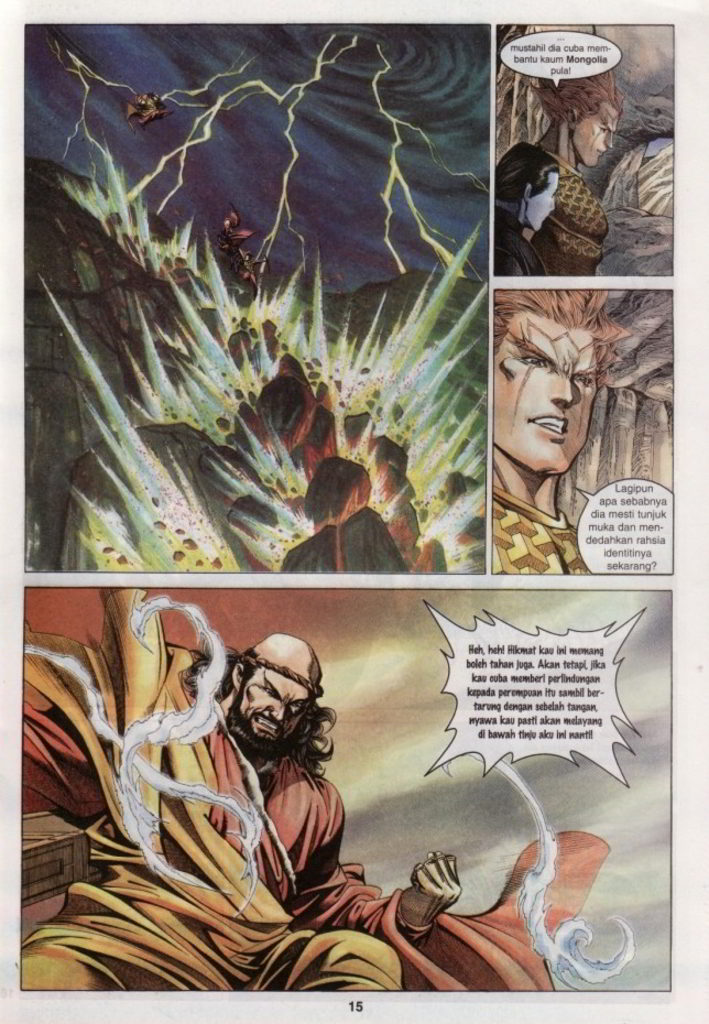 ...
mustahil dia cuba mem-
bantu kaum Mongolia
pula!
Lagipun
apa sebabnya
dia mesti tunjuk
muka dan men-
dedahkan rahsia
identitinya
sekarang?
Heh, heh! Hikmat kau ini memang
boleh tahan juga. Akan tetapi, jika
kau cuba memberi perlindungan
kepada perempuan itu sambil ber-
tarung dengan sebelah tangan,
nyawa kau pasti akan melayang
di bawah tinju aku ini nanti!
15